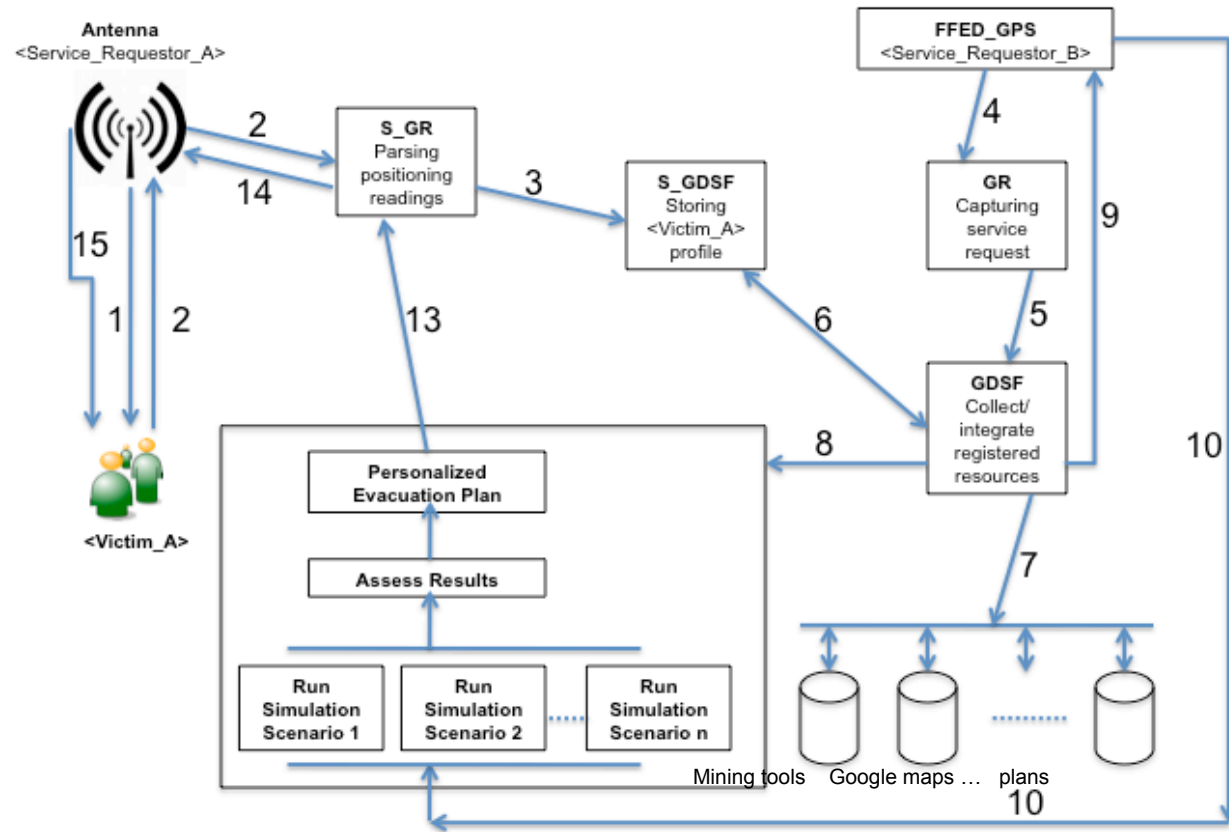 Antenna
<Service_Requestor_A>
FFED_GPS
<Service_Requestor_B>
2
14
S_GR
Parsing
positioning
readings
3
S_GDSF
Storing
<Victim_A>
profile
4
GR
Capturing
service
request
9
15
1
2
13
6
5
GDSF
Collect/
integrate
registered
resources
10
8
7
<Victim_A>
Personalized
Evacuation Plan
Assess Results
Run
Simulation
Scenario 1
Run
Simulation
Scenario 2
Run
Simulation
Scenario n
Mining tools Google maps … plans
10